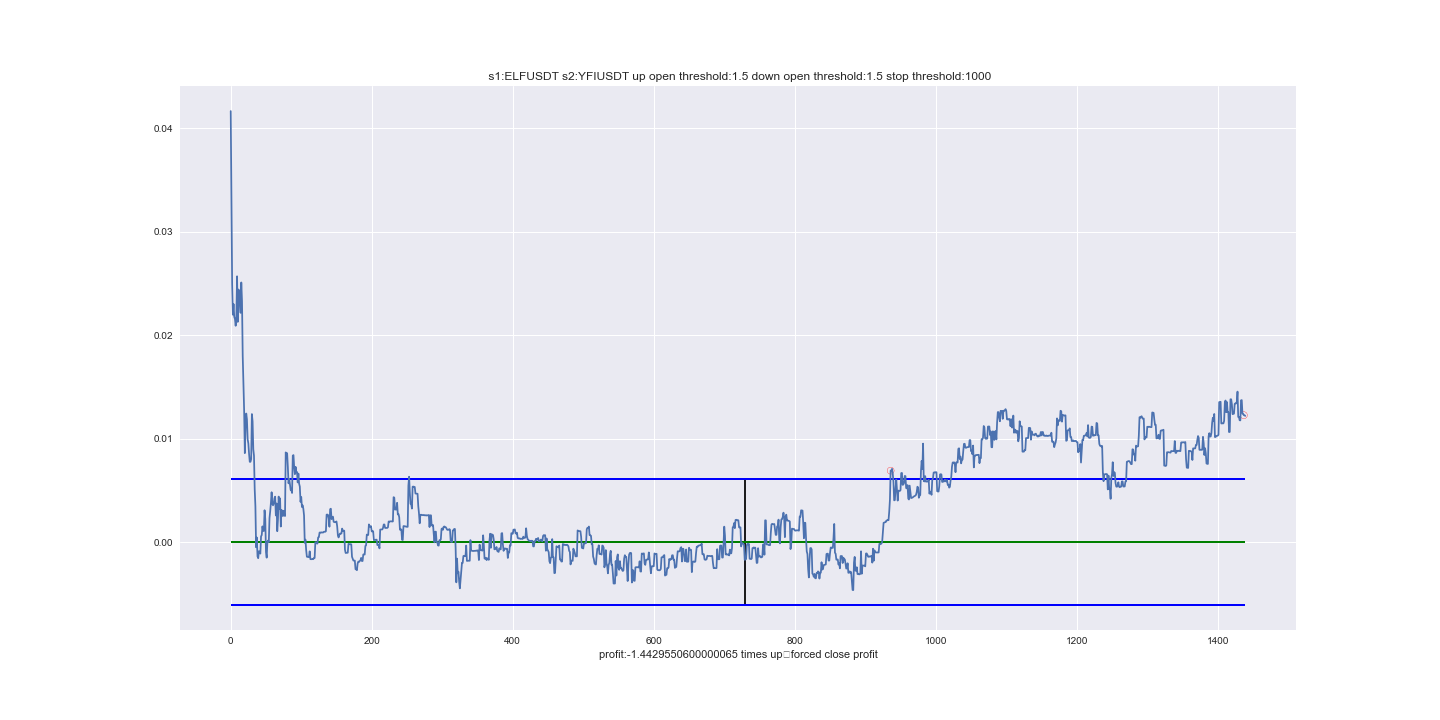 s1:ELFUSDT s2:YFIUSDT up open threshold:1.5 down open threshold:1.5 stop threshold:1000
0.04
0.03
0.02
0.01
0.00
0 200 400 600 800 1000 1200 1400
profit:-1.4429550600000065 times up□forced close profit